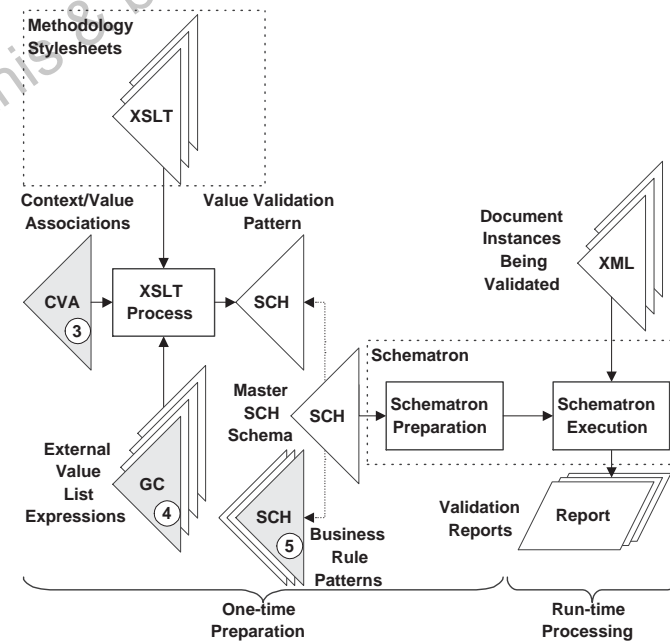 Methodology
Stylesheets
XSLT
Context/Value
Associations
Value Validation
Pattern
CVA
3
XSLT
Process
SCH
Document
Instances
Being
Validated
XML
Schematron
Master
SCH
Schema
SCH
Schematron
Preparation
Schematron
Execution
External
Value
List
Expressions
GC
4
SCH
5
Business
Rule
Patterns
Validation
Reports
Report
One-time
Preparation
Run-time
Processing